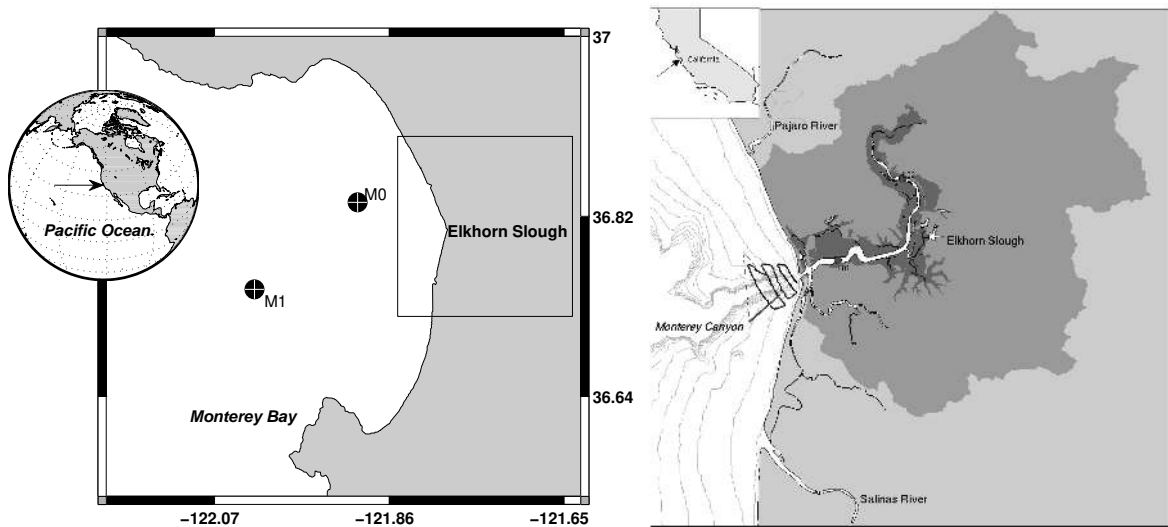 37
M0
36.82
Elkhorn Slough
Pacific Ocean
M1
36.64
Monterey Bay
−122.07
−121.86
−121.65
California
Pajaro River
Elkhorn Slough
Monterey Canyon
Salinas River